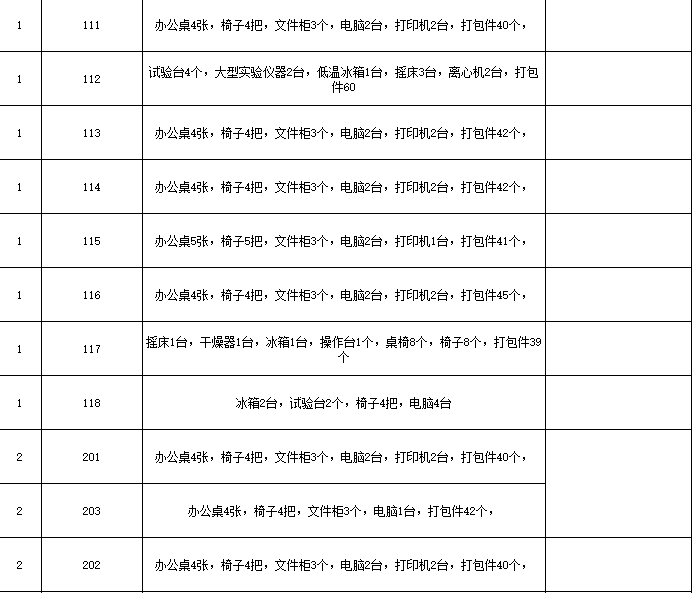 1 111 办公桌4张，椅子4把，文件柜3个，电脑2台，打印机2台，打包件40个，
1 112 试验台4个，大型实验仪器2台，低温冰箱1台，摇床3台，离心机2台，打包
件60
1 113 办公桌4张，椅子4把，文件柜3个，电脑2台，打印机2台，打包件42个，
1 114 办公桌4张，椅子4把，文件柜3个，电脑2台，打印机2台，打包件42个，
1 115 办公桌5张，椅子5把，文件柜3个，电脑2台，打印机1台，打包件41个，
1 116 办公桌4张，椅子4把，文件柜3个，电脑2台，打印机2台，打包件45个，
1 117 摇床1台，干燥器1台，冰箱1台，操作台1个，桌椅8个，椅子8个，打包件39
个
1 118 冰箱2台，试验台2个，椅子4把，电脑4台
2 201 办公桌4张，椅子4把，文件柜3个，电脑2台，打印机2台，打包件40个，
2 203 办公桌4张，椅子4把，文件柜3个，电脑1台，打包件42个，
2 202 办公桌4张，椅子4把，文件柜3个，电脑2台，打印机2台，打包件40个，